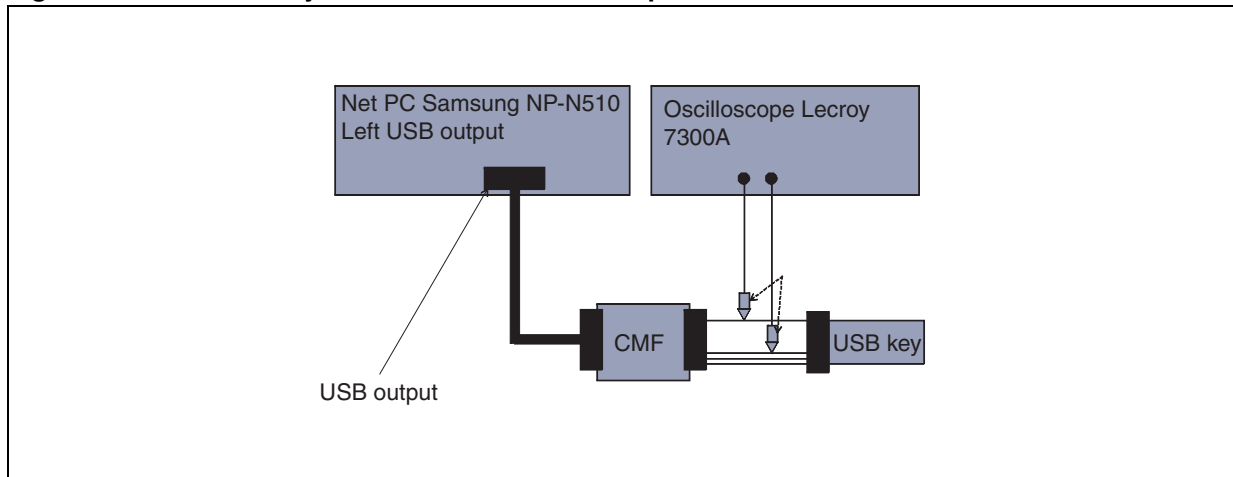 Net PC Samsung NP-N510
Left USB output
Oscilloscope Lecroy
7300A
CMF
USB key
USB output